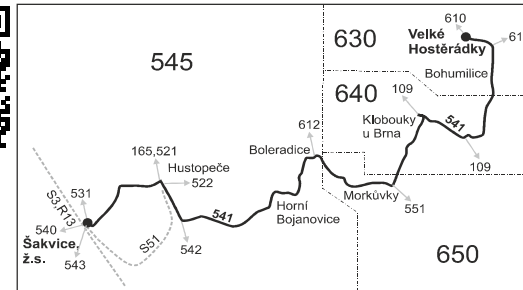 610
630
Velké
Hostěrádky
61
545
Bohumilice
640
109
Klobouky
u Brna
541
612
165,521
Boleradice
109
Hustopeče
522
531
S3,R13
Horní
Bojanovice
Morkůvky
551
541
540
Šakvice,
ž.s.
542
543
S51
650